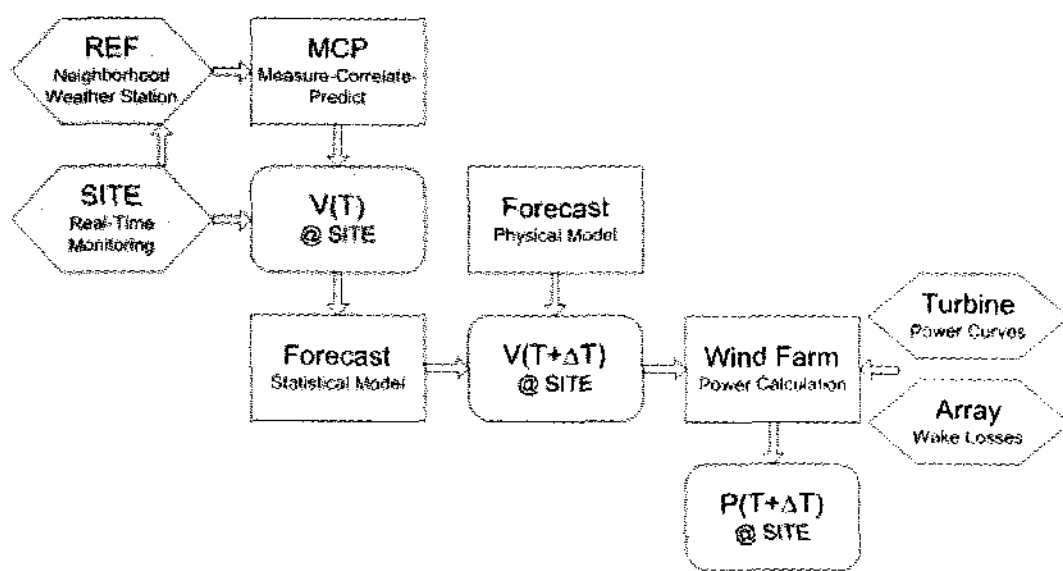 REF
Neighborhood
Weather Station
MCP
Measure-Correlate-
Predict
SITE
Real-Time
Monitoring
V(T)
@ SITE
Forecast
Physical Model
Turbine
Power Curves
Forecast
Statistical Model
V(T+ΔT)
@ SITE
Wind Farm
Power Calculation
Array
Wake Losses
P(T+ΔT)
@ SITE